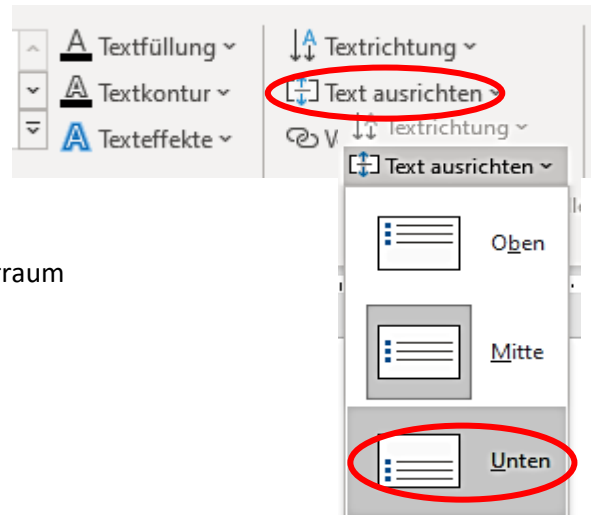 Textfüllung
Textrichtung
Textkontur
Text ausrichten
Texteffekte
V
Textrichtung
Text ausrichten
Oben
raum
Mitte
Unten